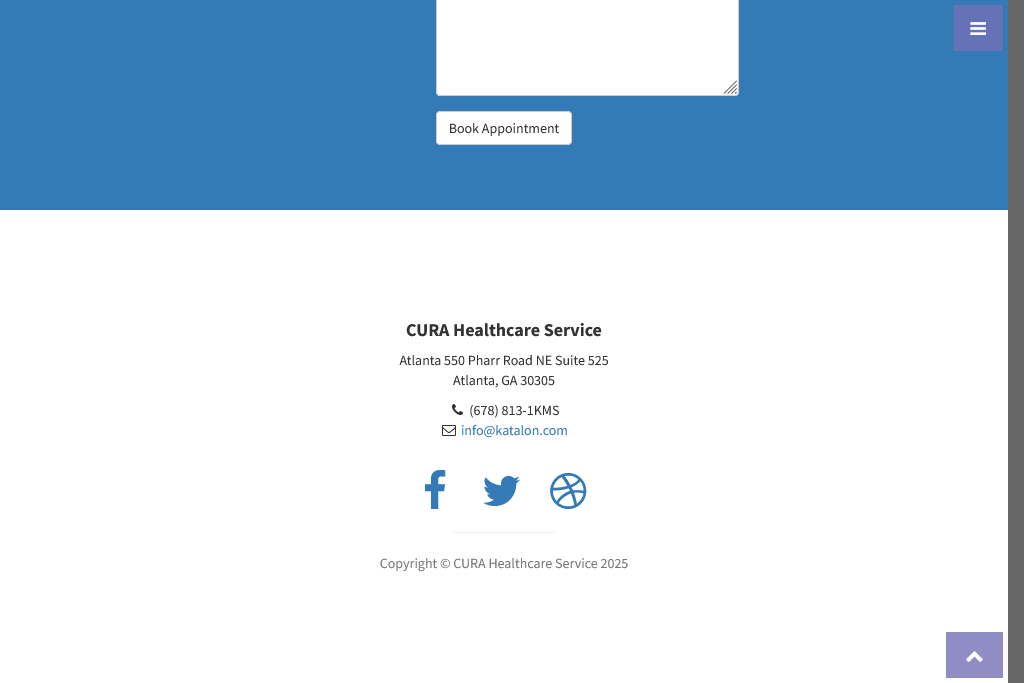 Book Appointment
CURA Healthcare Service
Atlanta 550 Pharr Road NE Suite 525
Atlanta, GA 30305
(678) 813-1KMS
info@katalon.com
Copyright © CURA Healthcare Service 2025